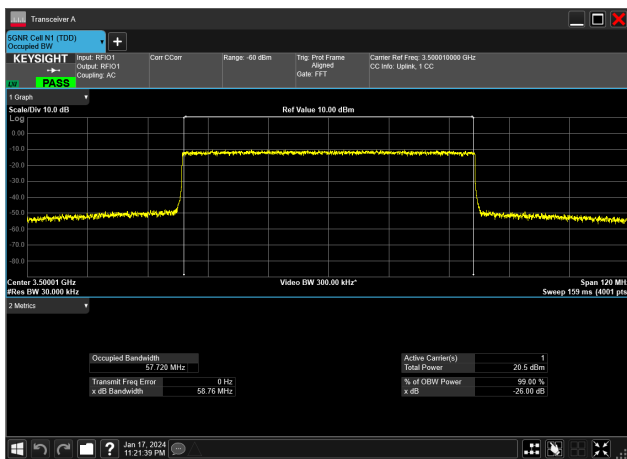 Transceiver A
5GNR Cell N1 (TDD)
Occupied BW
KEYSIGHT
LXI
PASS
Input: RFIO1
Output: RFIO1
Coupling: AC
Corr CCorr
Range: -60 dBm
Trig: Prot Frame
Aligned
Gate: FFT
Carrier Ref Freq: 3.500010000 GHz
CC Info: Uplink, 1 CC
1 Graph
Scale/Div 10.0 dB
Ref Value 10.00 dBm
Log
0.00
-10.0
-20.0
-30.0
-40.0
-50.0
-60.0
-70.0
-80.0
Center 3.50001 GHz
Video BW 300.00 kHz*
Span 120 MH
#Res BW 30.000 kHz
Sweep 159 ms (4001 pts
2 Metrics
Occupied Bandwidth
57.720 MHz
Active Carrier(s) 1
Total Power 20.5 dBm
Transmit Freq Error 0 Hz
x dB Bandwidth 58.76 MHz
% of OBW Power 99.00 %
x dB -26.00 dB
Jan 17, 2024
11:21:39 PM